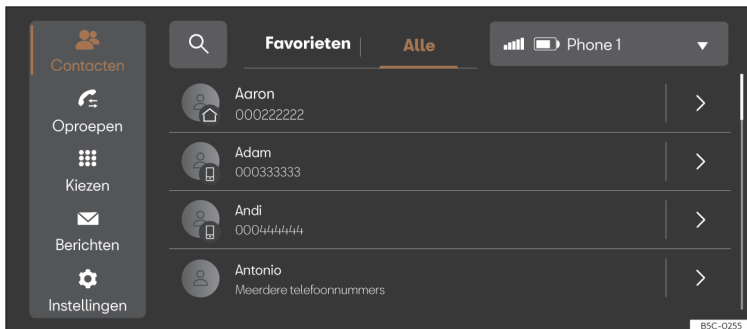 Favorieten
Alle
Phone 1
Contacten
Oproepen
Kiezen
Berichten
Instellingen
Aaron
000222222
Adam
000333333
Andi
000444444
Antonio
Meerdere telefoonnummers
B5C-0255